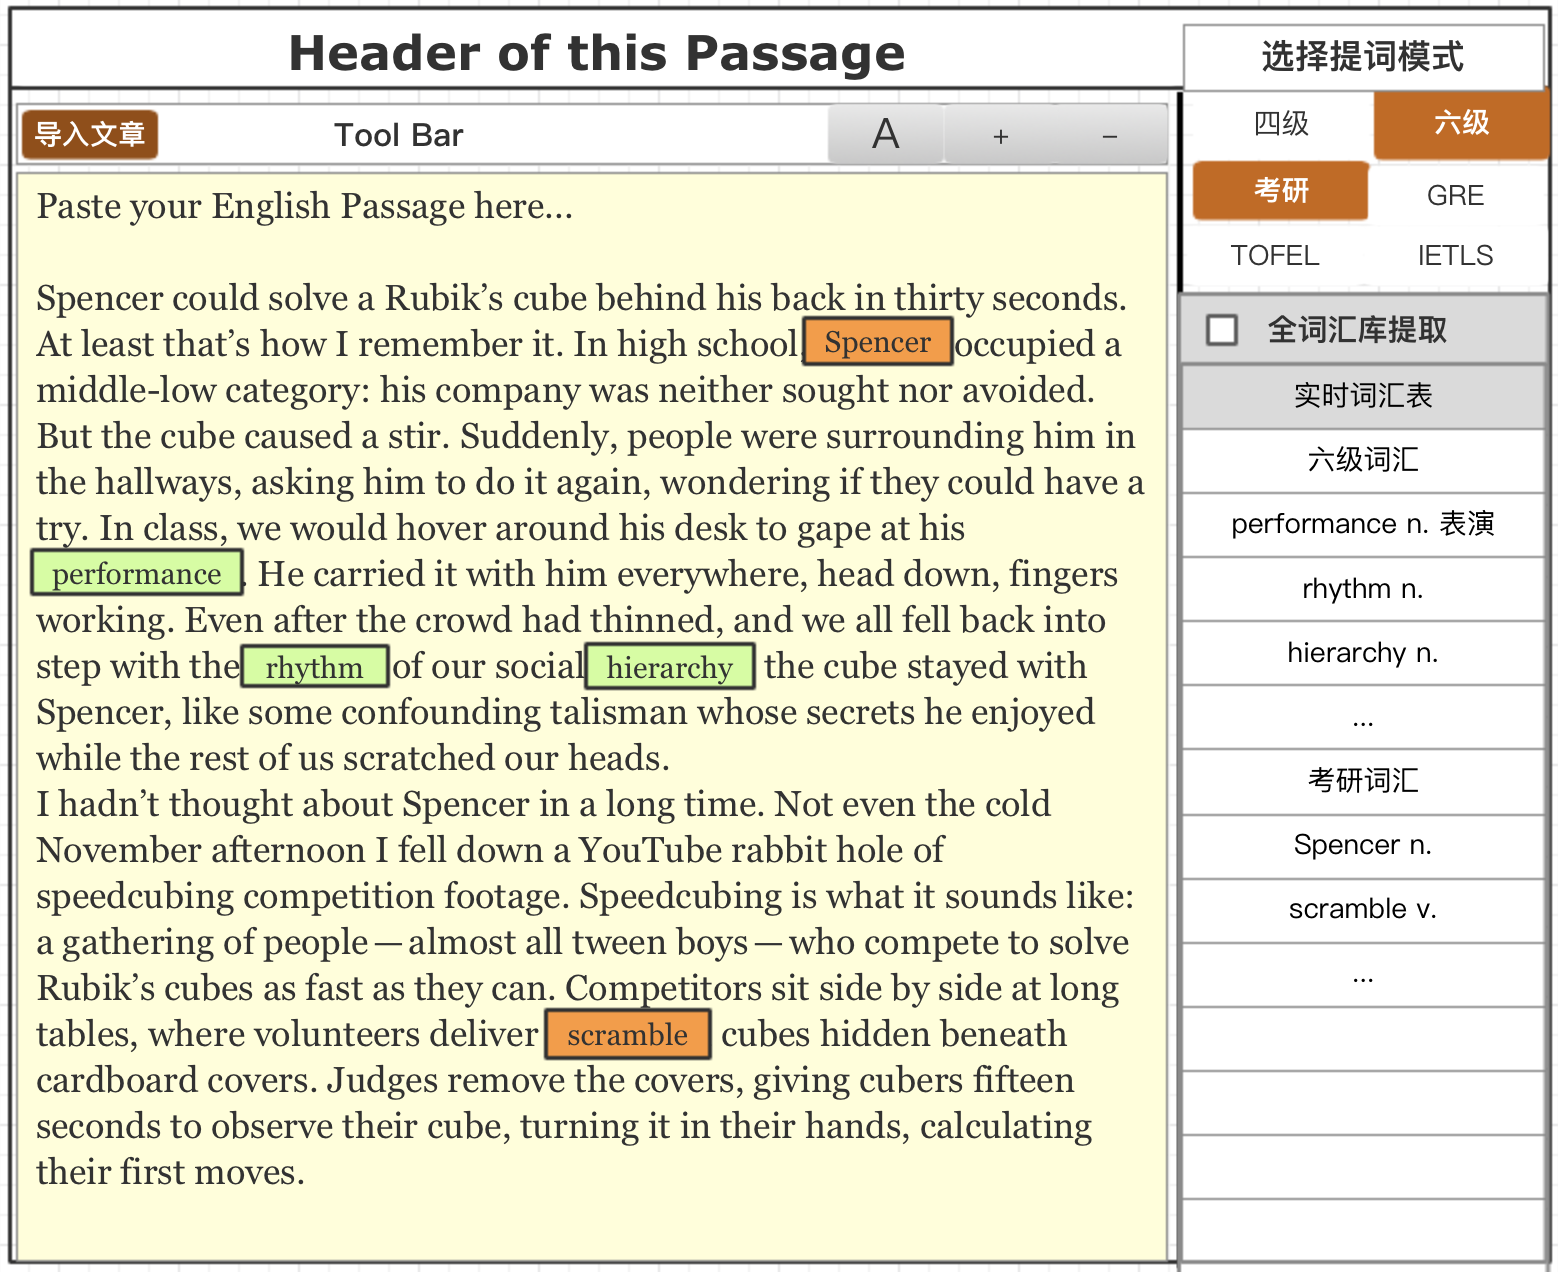 Header of this Passage
选择提词模式
导入文章 Tool Bar A + −
四级 六级
考研 GRE
TOFEL IETLS
Paste your English Passage here...
Spencer could solve a Rubik’s cube behind his back in thirty seconds.
At least that’s how I remember it. In high school, Spencer occupied a
middle-low category: his company was neither sought nor avoided.
But the cube caused a stir. Suddenly, people were surrounding him in
the hallways, asking him to do it again, wondering if they could have a
try. In class, we would hover around his desk to gape at his
performance. He carried it with him everywhere, head down, fingers
working. Even after the crowd had thinned, and we all fell back into
step with the rhythm of our social hierarchy the cube stayed with
Spencer, like some confounding talisman whose secrets he enjoyed
while the rest of us scratched our heads.
I hadn’t thought about Spencer in a long time. Not even the cold
November afternoon I fell down a YouTube rabbit hole of
speedcubing competition footage. Speedcubing is what it sounds like:
a gathering of people — almost all tween boys — who compete to solve
Rubik’s cubes as fast as they can. Competitors sit side by side at long
tables, where volunteers deliver scramble cubes hidden beneath
cardboard covers. Judges remove the covers, giving cubers fifteen
seconds to observe their cube, turning it in their hands, calculating
their first moves.
全词汇库提取
实时词汇表
六级词汇
performance n. 表演
rhythm n.
hierarchy n.
...
考研词汇
Spencer n.
scramble v.
...